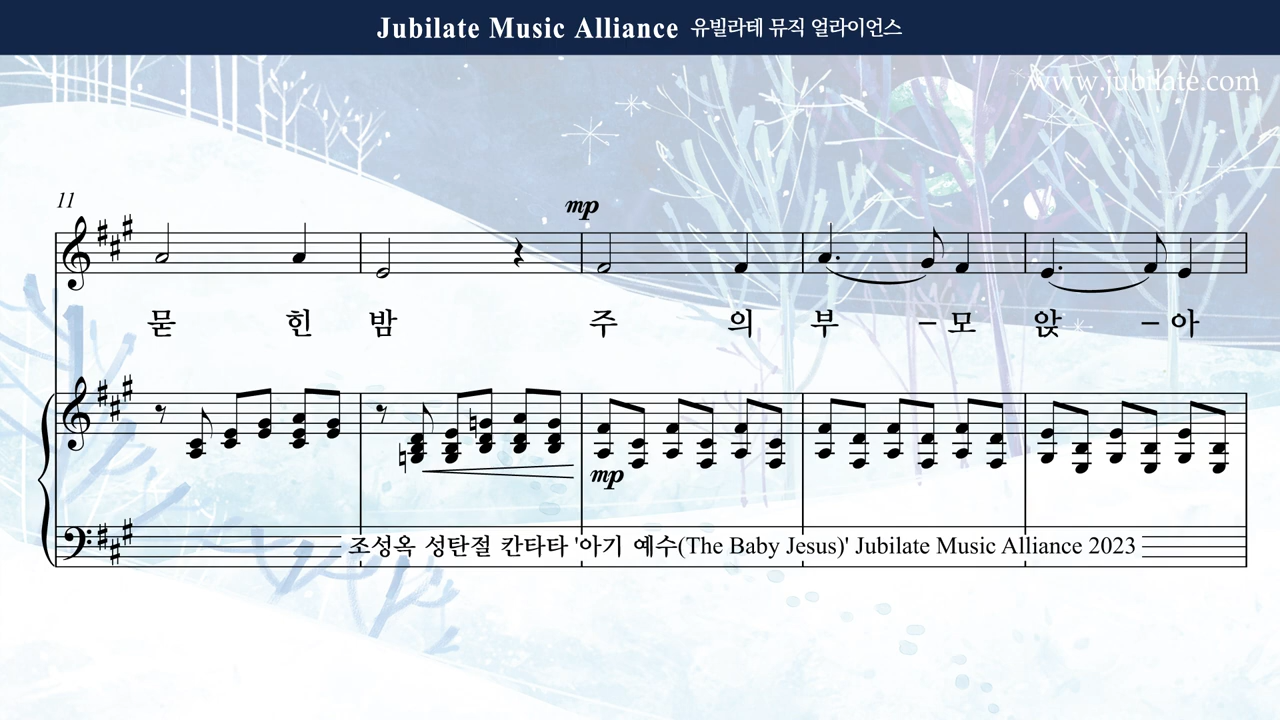 Jubilate Music Alliance 유빌라테 뮤직 얼라이언스
www.jubilate.com
11
mp
묻 힌 밤 주 의 부 - 모 앉 - 아
mp
조성옥 성탄절 칸타타 '아기 예수(The Baby Jesus)' Jubilate Music Alliance 2023